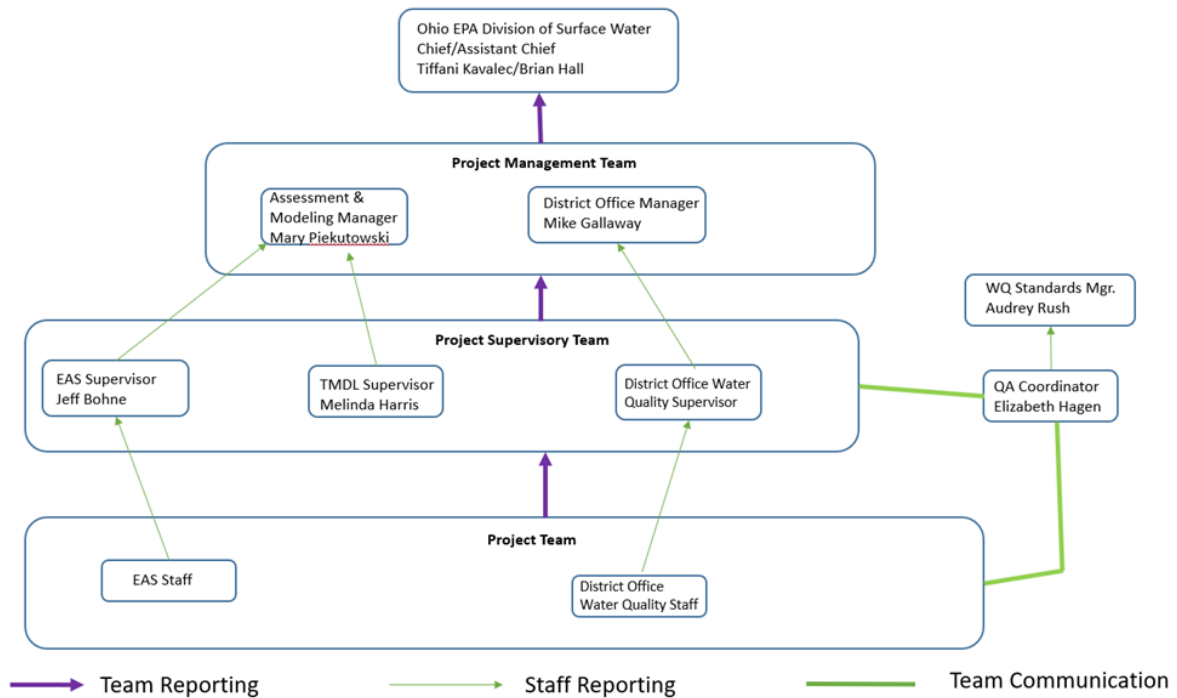 Ohio EPA Division of Surface Water
Chief/Assistant Chief
Tiffani Kavalec/Brian Hall
Project Management Team
Assessment &
Modeling Manager
Mary Piekutowski
District Office Manager
Mike Gallaway
WQ Standards Mgr.
Audrey Rush
Project Supervisory Team
EAS Supervisor
Jeff Bohne
TMDL Supervisor
Melinda Harris
District Office Water
Quality Supervisor
QA Coordinator
Elizabeth Hagen
Project Team
EAS Staff
District Office
Water Quality Staff
Team Reporting
Staff Reporting
Team Communication